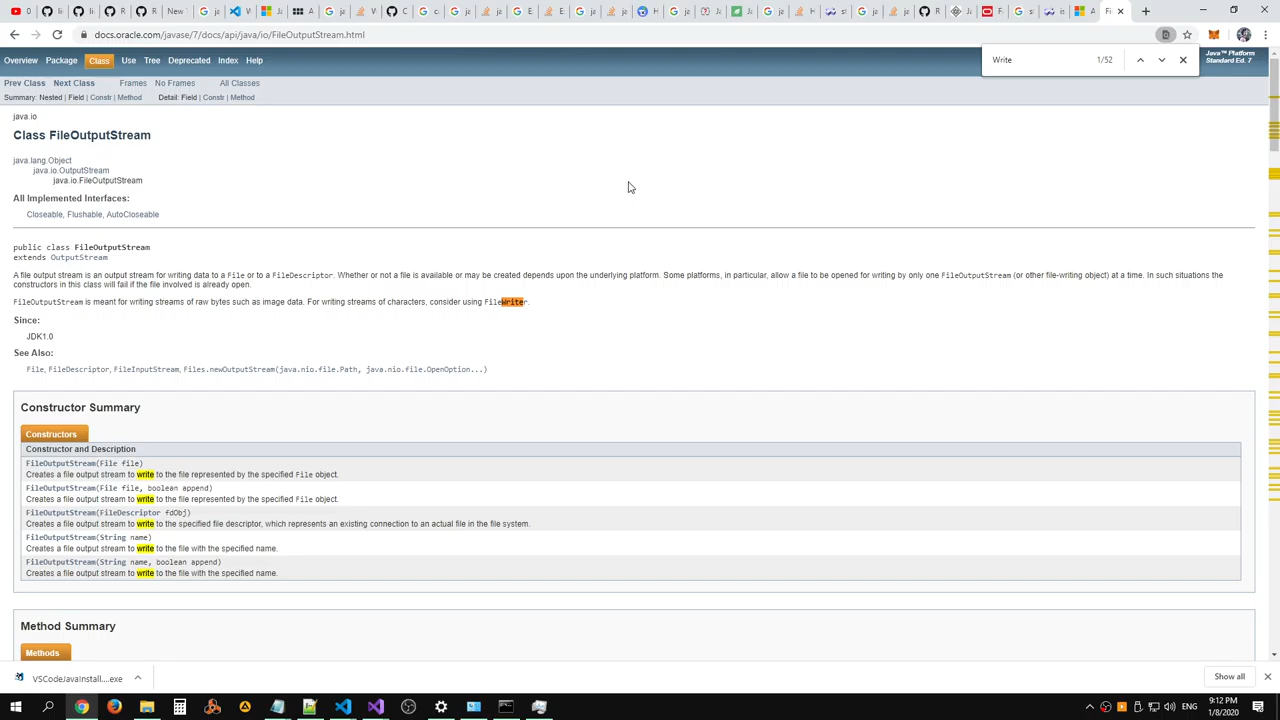 docs.oracle.com/javase/7/docs/api/java/io/FileOutputStream.html
Write
1/52
Overview Package Class Use Tree Deprecated Index Help
Java™ Platform
Standard Ed. 7
Prev Class Next Class Frames No Frames All Classes
Summary: Nested | Field | Constr | Method Detail: Field | Constr | Method
java.io
Class FileOutputStream
java.lang.Object
java.io.OutputStream
java.io.FileOutputStream
All Implemented Interfaces:
Closeable, Flushable, AutoCloseable
public class FileOutputStream
extends OutputStream
A file output stream is an output stream for writing data to a File or to a FileDescriptor. Whether or not a file is available or may be created depends upon the underlying platform. Some platforms, in particular, allow a file to be opened for writing by only one FileOutputStream (or other file-writing object) at a time. In such situations the
constructors in this class will fail if the file involved is already open.
FileOutputStream is meant for writing streams of raw bytes such as image data. For writing streams of characters, consider using FileWriter.
Since:
JDK1.0
See Also:
File, FileDescriptor, FileInputStream, Files.newOutputStream(java.nio.file.Path, java.nio.file.OpenOption...)
Constructor Summary
Constructors
Constructor and Description
FileOutputStream(File file)
Creates a file output stream to write to the file represented by the specified File object.
FileOutputStream(File file, boolean append)
Creates a file output stream to write to the file represented by the specified File object.
FileOutputStream(FileDescriptor fdObj)
Creates a file output stream to write to the specified file descriptor, which represents an existing connection to an actual file in the file system.
FileOutputStream(String name)
Creates a file output stream to write to the file with the specified name.
FileOutputStream(String name, boolean append)
Creates a file output stream to write to the file with the specified name.
Method Summary
Methods
VSCodeJavaInstall....exe
Show all
ENG
9:12 PM
1/8/2020